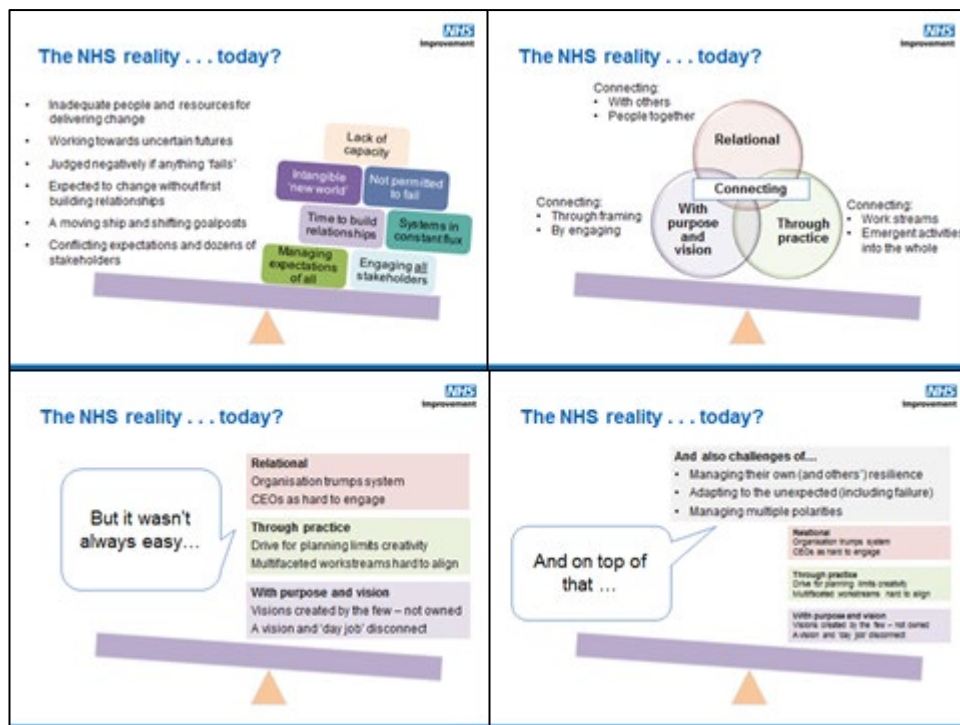 NHS
Improvement
The NHS reality . . . today?
• Inadequate people and resources for
delivering change
• Working towards uncertain futures
• Judged negatively if anything 'fails'
• Expected to change without first
building relationships
• A moving ship and shifting goalposts
• Conflicting expectations and dozens of
stakeholders
Lack of
capacity
Intangible
'new world'
Not permitted
to fail
Time to build
relationships
Systems in
constant flux
Managing
expectations
of all
Engaging all
stakeholders
NHS
Improvement
The NHS reality . . . today?
Connecting:
• With others
• People together
Relational
Connecting
Connecting:
• Through framing
• By engaging
With
purpose
and
vision
Through
practice
Connecting:
• Work streams
• Emergent activities
into the whole
NHS
Improvement
The NHS reality . . . today?
But it wasn't
always easy…
Relational
Organisation trumps system
CEOs as hard to engage
Through practice
Drive for planning limits creativity
Multifaceted workstreams hard to align
With purpose and vision
Visions created by the few – not owned
A vision and 'day job' disconnect
NHS
Improvement
The NHS reality . . . today?
And also challenges of…
• Managing their own (and others') resilience
• Adapting to the unexpected (including failure)
• Managing multiple polarities
And on top of
that …
Relational
Organisation trumps system
CEOs as hard to engage
Through practice
Drive for planning limits creativity
Multifaceted workstreams hard to align
With purpose and vision
Visions created by the few – not owned
A vision and 'day job' disconnect